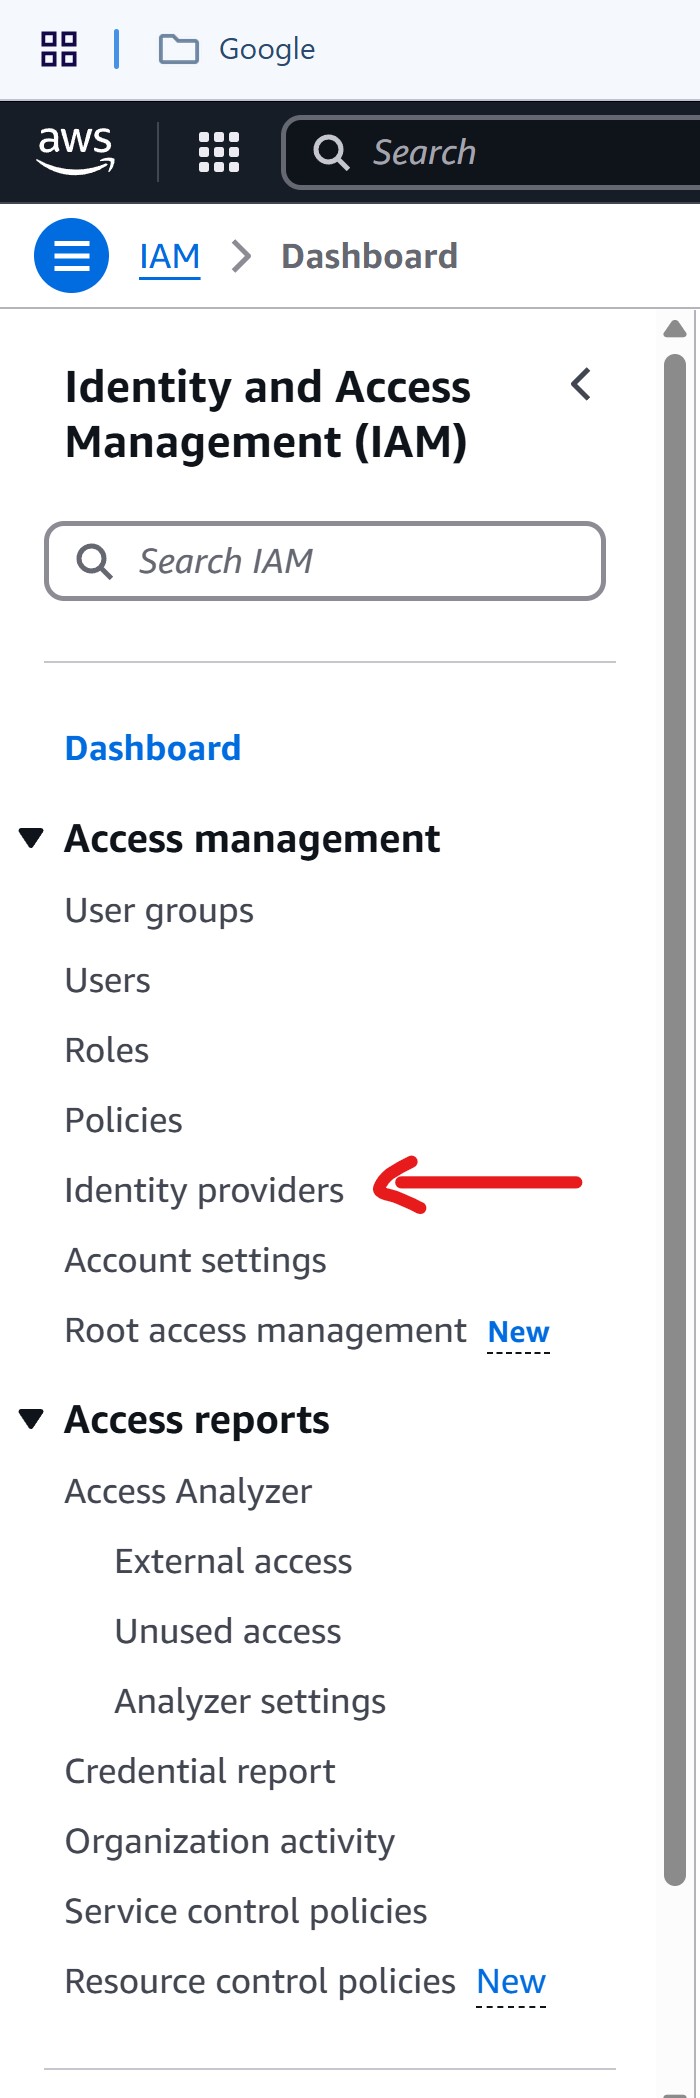 Google
aws
Search
IAM > Dashboard
Identity and Access
Management (IAM)
Search IAM
Dashboard
Access management
User groups
Users
Roles
Policies
Identity providers
Account settings
Root access management New
Access reports
Access Analyzer
External access
Unused access
Analyzer settings
Credential report
Organization activity
Service control policies
Resource control policies New